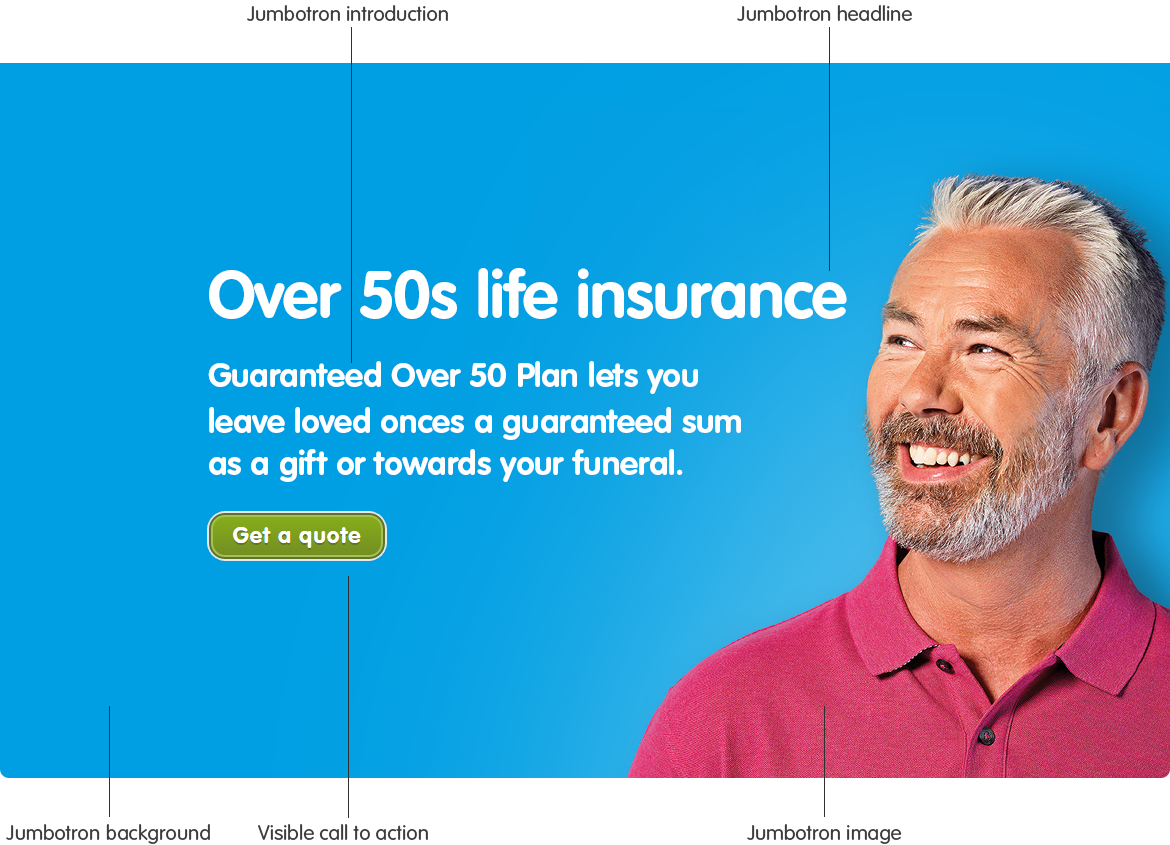 Jumbotron introduction
Jumbotron headline
Over 50s life insurance
Guaranteed Over 50 Plan lets you
leave loved onces a guaranteed sum
as a gift or towards your funeral.
Get a quote
Jumbotron background
Visible call to action
Jumbotron image